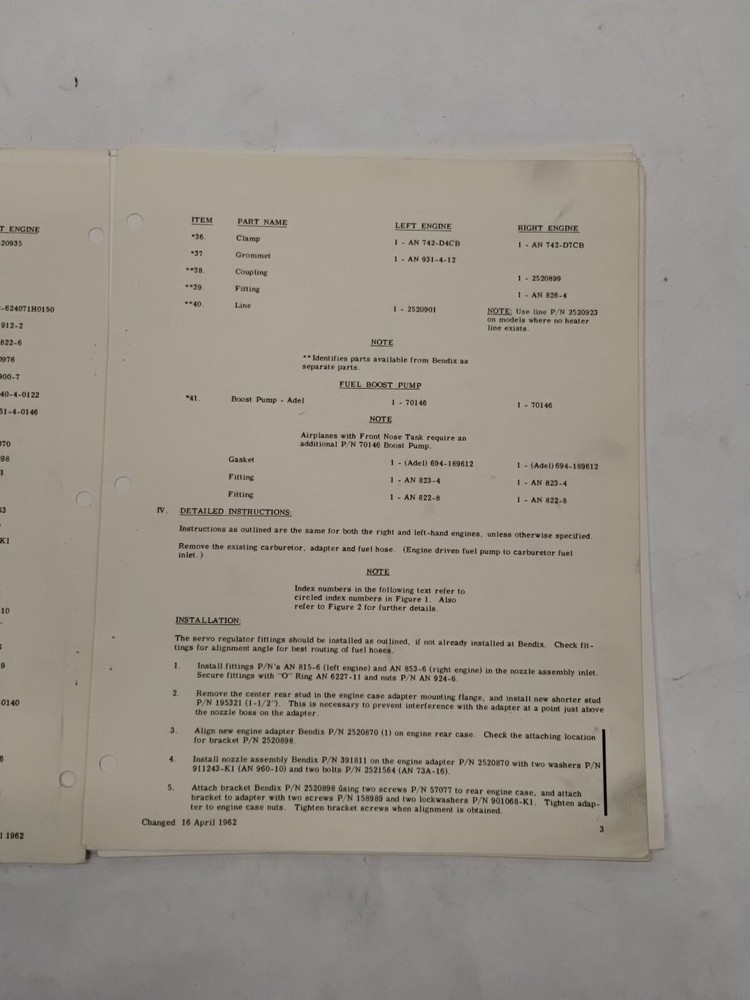 T ENGINE
20935
-624071H0150
912-2
822-6
0976
900-7
40-4-0122
51-4-0146
970
98
1
33
K1
10
9
-0140
6
l 1962
ITEM PART NAME LEFT ENGINE RIGHT ENGINE
*36. Clamp 1 - AN 742-D4CB 1 - AN 742-D7CB
*37. Grommet 1 - AN 931-4-12
**38. Coupling 1 - 2520899
**39. Fitting 1 - AN 826-4
**40. Line 1 - 2520901 NOTE: Use line P/N 2520923
on models where no heater
line exists.
NOTE
**Identifies parts available from Bendix as
separate parts.
FUEL BOOST PUMP
*41. Boost Pump - Adel 1 - 70146 1 - 70146
NOTE
Airplanes with Front Nose Tank require an
additional P/N 70146 Boost Pump.
Gasket 1 - (Adel) 694-189612 1 - (Adel) 694-189612
Fitting 1 - AN 823-4 1 - AN 823-4
Fitting 1 - AN 822-8 1 - AN 822-8
IV. DETAILED INSTRUCTIONS:
Instructions as outlined are the same for both the right and left-hand engines, unless otherwise specified.
Remove the existing carburetor, adapter and fuel hose. (Engine driven fuel pump to carburetor fuel
inlet.)
NOTE
Index numbers in the following text refer to
circled index numbers in Figure 1. Also
refer to Figure 2 for further details.
INSTALLATION:
The servo regulator fittings should be installed as outlined, if not already installed at Bendix. Check fit-
tings for alignment angle for best routing of fuel hoses.
1. Install fittings P/N's AN 815-6 (left engine) and AN 853-6 (right engine) in the nozzle assembly inlet.
Secure fittings with "O" Ring AN 6227-11 and nuts P/N AN 924-6.
2. Remove the center rear stud in the engine case adapter mounting flange, and install new shorter stud
P/N 195321 (1-1/2"). This is necessary to prevent interference with the adapter at a point just above
the nozzle boss on the adapter.
3. Align new engine adapter Bendix P/N 2520870 (1) on engine rear case. Check the attaching location
for bracket P/N 2520898.
4. Install nozzle assembly Bendix P/N 391811 on the engine adapter P/N 2520870 with two washers P/N
911243-K1 (AN 960-10) and two bolts P/N 2521564 (AN 73A-16).
5. Attach bracket Bendix P/N 2520898 using two screws P/N 57077 to rear engine case, and attach
bracket to adapter with two screws P/N 158989 and two lockwashers P/N 901068-K1. Tighten adap-
ter to engine case nuts. Tighten bracket screws when alignment is obtained.
Changed 16 April 1962
3